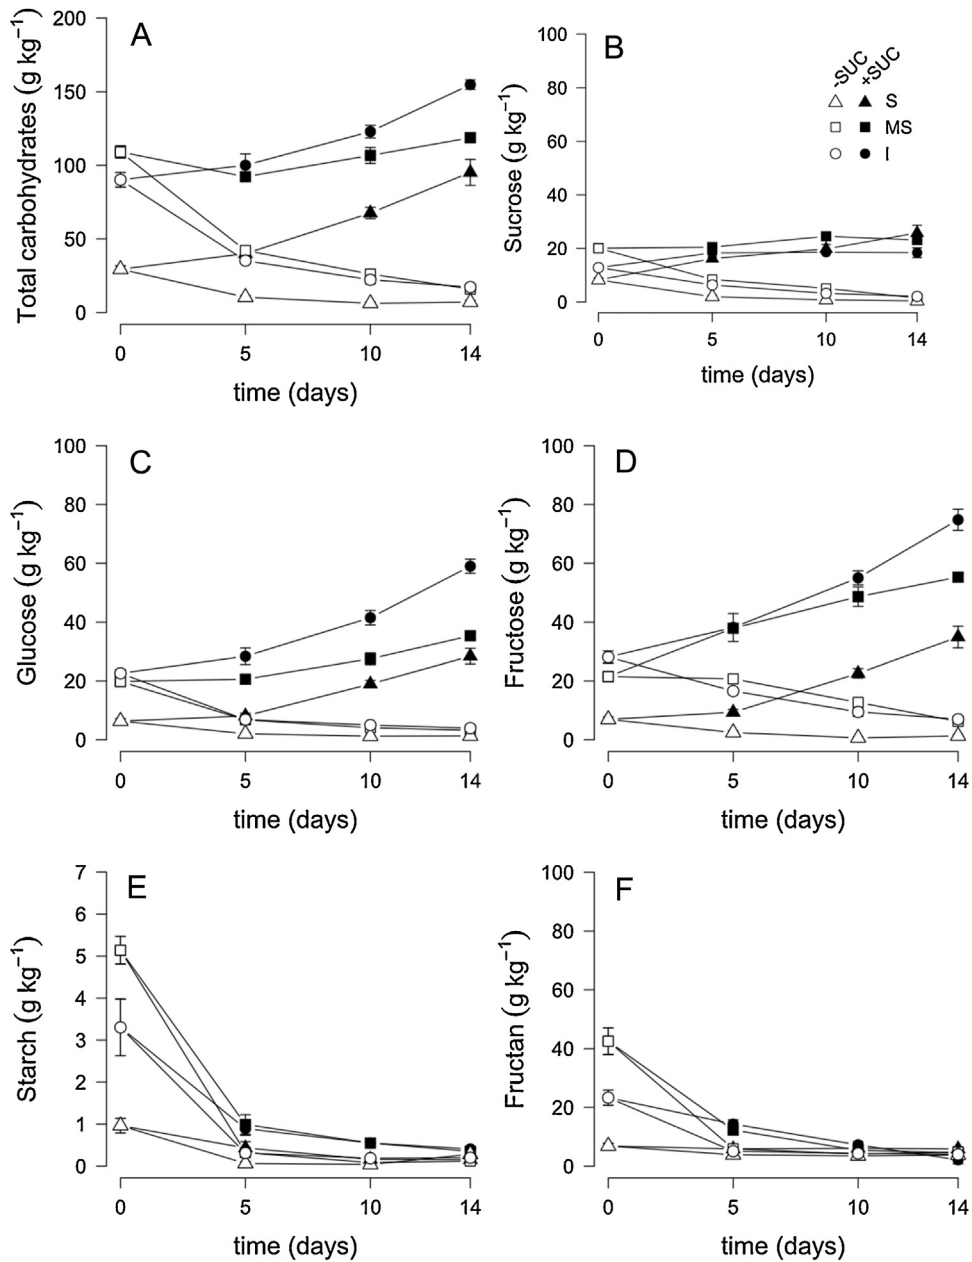 A
Total carbohydrates (g kg⁻¹)
200
150
100
50
0
0 5 10 14
time (days)
B
-SUC +SUC
S
MS
I
Sucrose (g kg⁻¹)
100
80
60
40
20
0
0 5 10 14
time (days)
C
Glucose (g kg⁻¹)
100
80
60
40
20
0
0 5 10 14
time (days)
D
Fructose (g kg⁻¹)
100
80
60
40
20
0
0 5 10 14
time (days)
E
Starch (g kg⁻¹)
7
6
5
4
3
2
1
0
0 5 10 14
time (days)
F
Fructan (g kg⁻¹)
100
80
60
40
20
0
0 5 10 14
time (days)